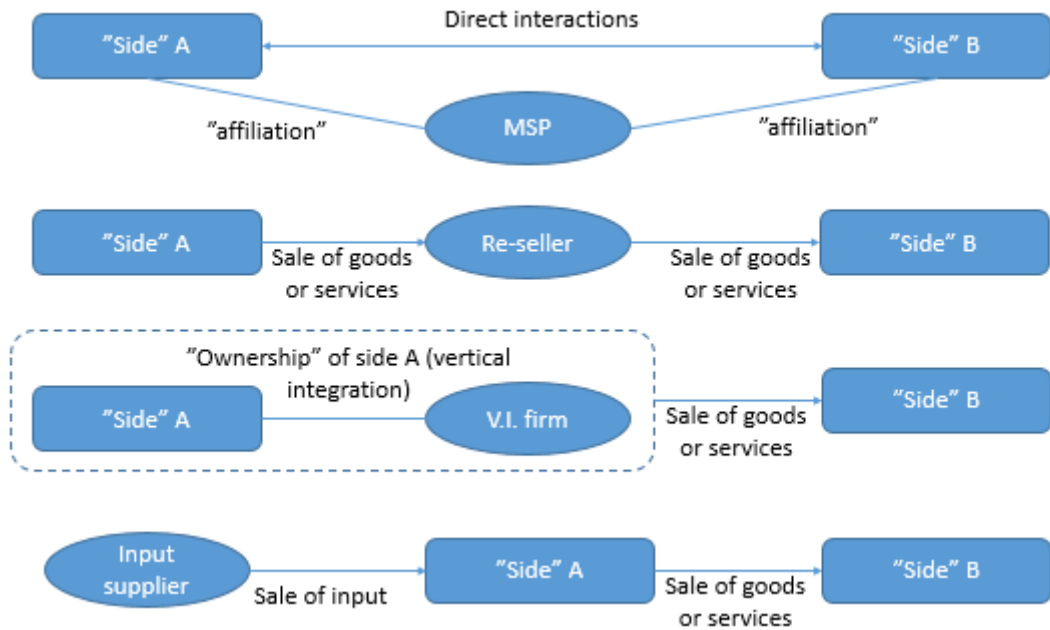 Direct interactions
”Side” A
”Side” B
MSP
”affiliation”
”affiliation”
”Side” A
Re-seller
”Side” B
Sale of goods
or services
Sale of goods
or services
”Ownership” of side A (vertical
integration)
”Side” A
V.I. firm
”Side” B
Sale of goods
or services
Input
supplier
”Side” A
”Side” B
Sale of input
Sale of goods
or services